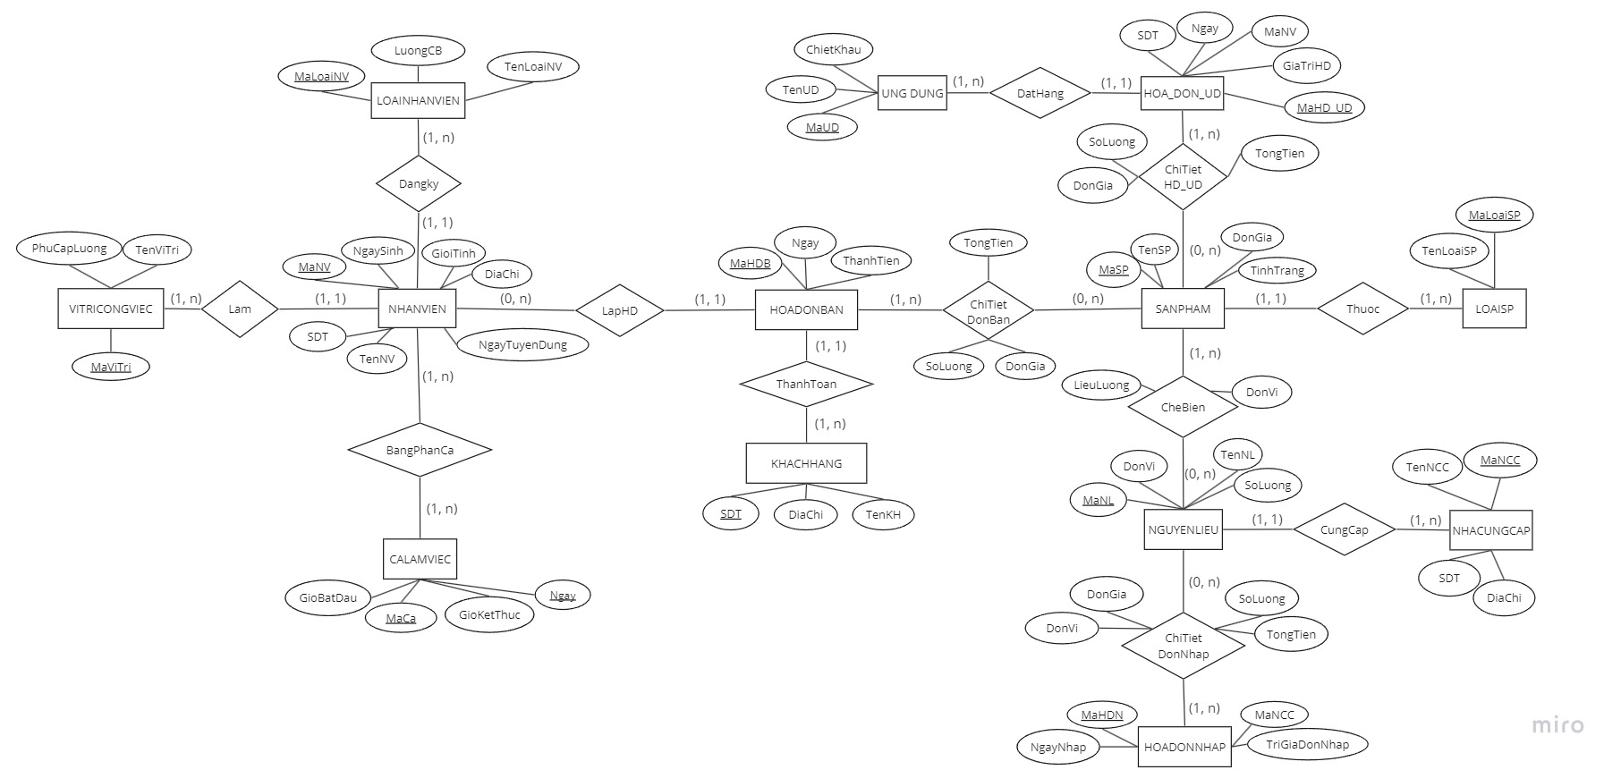 LuongCB
MaLoaiNV
TenLoaiNV
LOAINHANVIEN
(1, n)
Dangky
(1, 1)
PhuCapLuong
TenViTri
VITRICONGVIEC
MaViTri
(1, n)
Lam
(1, 1)
MaNV
NgaySinh
GioiTinh
DiaChi
NHANVIEN
SDT
TenNV
NgayTuyenDung
(1, n)
BangPhanCa
(1, n)
CALAMVIEC
GioBatDau
MaCa
GioKetThuc
Ngay
(0, n)
LapHD
(1, 1)
MaHDB
Ngay
ThanhTien
HOADONBAN
(1, 1)
ThanhToan
(1, n)
KHACHHANG
SDT
DiaChi
TenKH
(1, n)
TongTien
ChiTiet
DonBan
SoLuong
DonGia
(0, n)
ChietKhau
TenUD
MaUD
UNG DUNG
(1, n)
DatHang
(1, 1)
SDT
Ngay
MaNV
GiaTriHD
MaHD_UD
HOA_DON_UD
(1, n)
SoLuong
DonGia
TongTien
ChiTiet
HD_UD
(0, n)
MaSP
TenSP
DonGia
TinhTrang
SANPHAM
(1, 1)
Thuoc
(1, n)
MaLoaiSP
TenLoaiSP
LOAISP
(1, n)
LieuLuong
DonVi
CheBien
(0, n)
MaNL
DonVi
TenNL
SoLuong
NGUYENLIEU
(1, 1)
CungCap
(1, n)
TenNCC
MaNCC
NHACUNGCAP
SDT
DiaChi
(0, n)
DonGia
DonVi
SoLuong
TongTien
ChiTiet
DonNhap
(1, n)
MaHDN
NgayNhap
MaNCC
TriGiaDonNhap
HOADONNHAP
miro